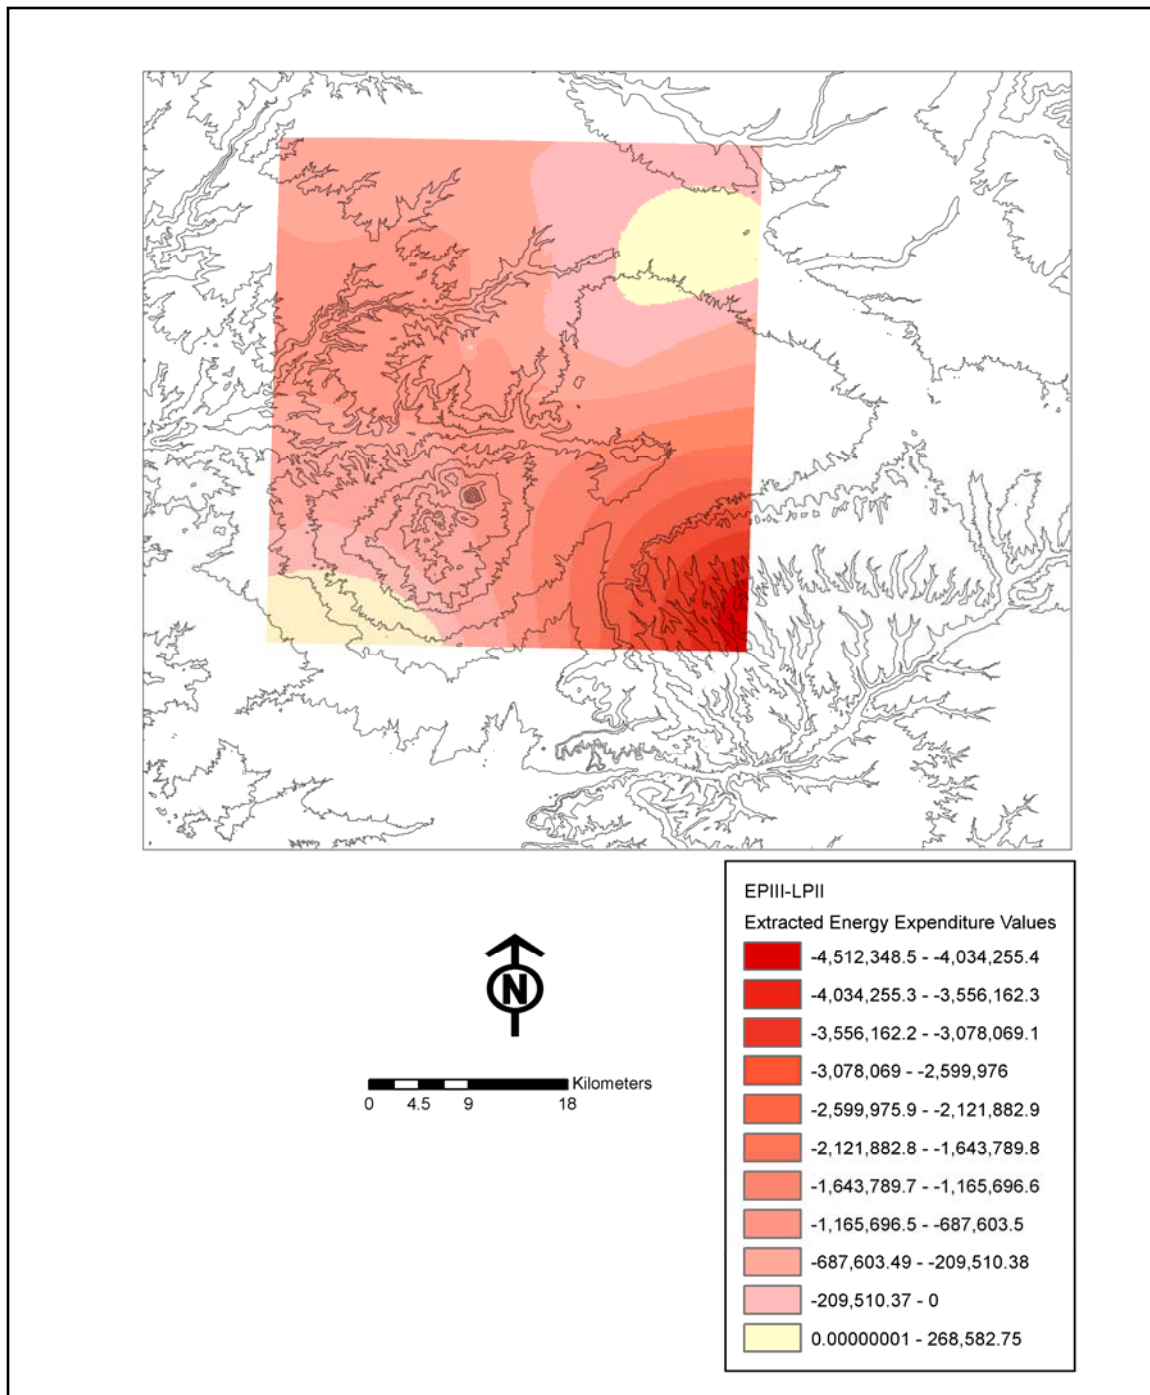 N
Kilometers
0 4.5 9 18
EPIII-LPII
Extracted Energy Expenditure Values
-4,512,348.5 - -4,034,255.4
-4,034,255.3 - -3,556,162.3
-3,556,162.2 - -3,078,069.1
-3,078,069 - -2,599,976
-2,599,975.9 - -2,121,882.9
-2,121,882.8 - -1,643,789.8
-1,643,789.7 - -1,165,696.6
-1,165,696.5 - -687,603.5
-687,603.49 - -209,510.38
-209,510.37 - 0
0.00000001 - 268,582.75